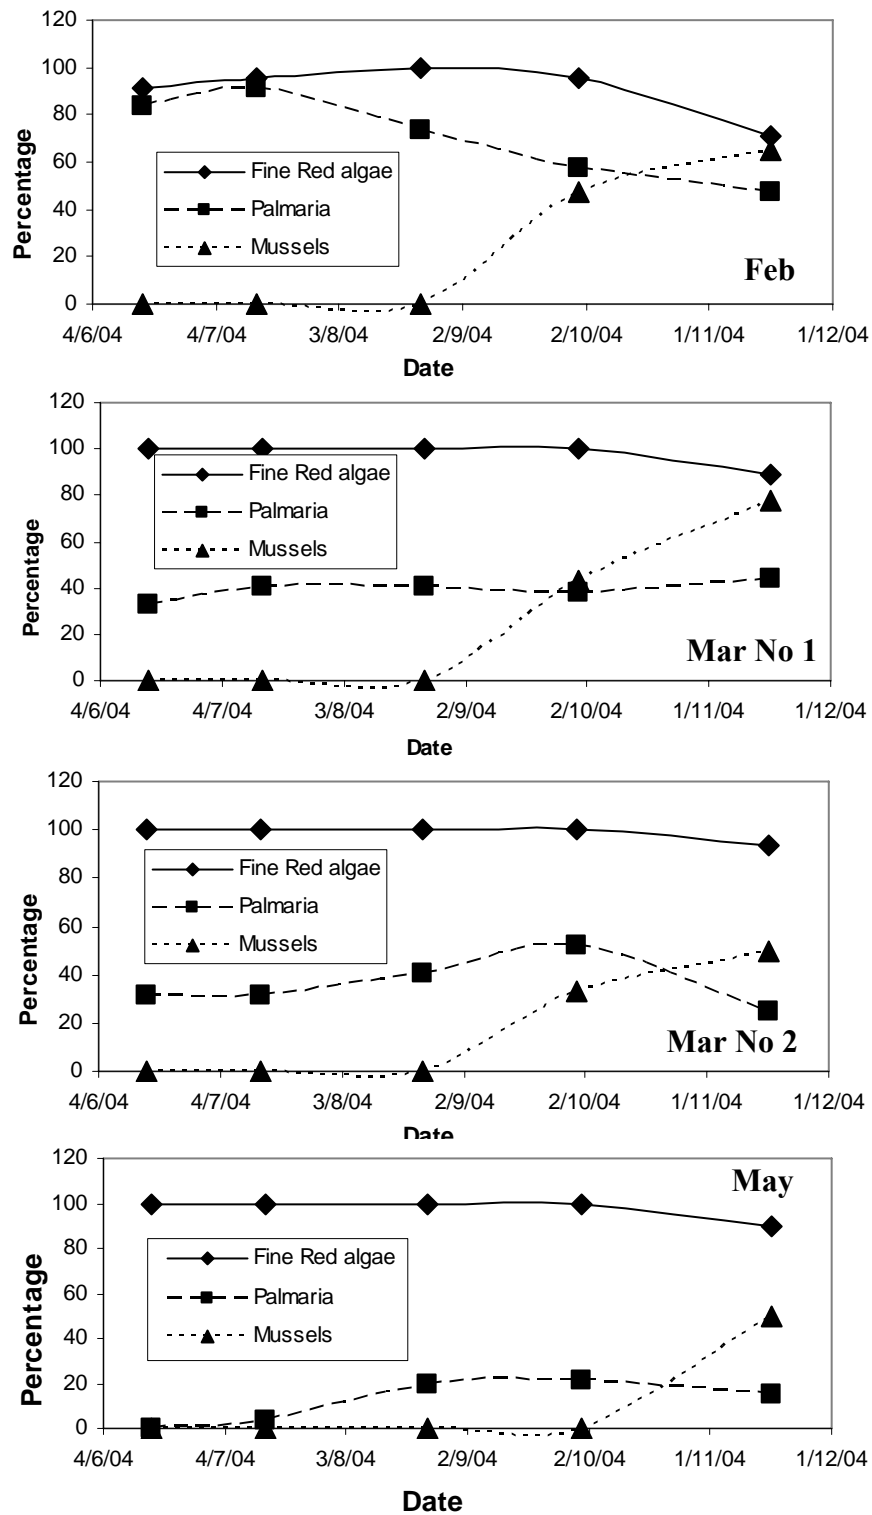 120
100
80
60
40
20
0
Percentage
Fine Red algae
Palmaria
Mussels
Feb
4/6/04 4/7/04 3/8/04 2/9/04 2/10/04 1/11/04 1/12/04
Date
120
100
80
60
40
20
0
Percentage
Fine Red algae
Palmaria
Mussels
Mar No 1
4/6/04 4/7/04 3/8/04 2/9/04 2/10/04 1/11/04 1/12/04
Date
120
100
80
60
40
20
0
Percentage
Fine Red algae
Palmaria
Mussels
Mar No 2
4/6/04 4/7/04 3/8/04 2/9/04 2/10/04 1/11/04 1/12/04
Date
120
100
80
60
40
20
0
Percentage
May
Fine Red algae
Palmaria
Mussels
4/6/04 4/7/04 3/8/04 2/9/04 2/10/04 1/11/04 1/12/04
Date